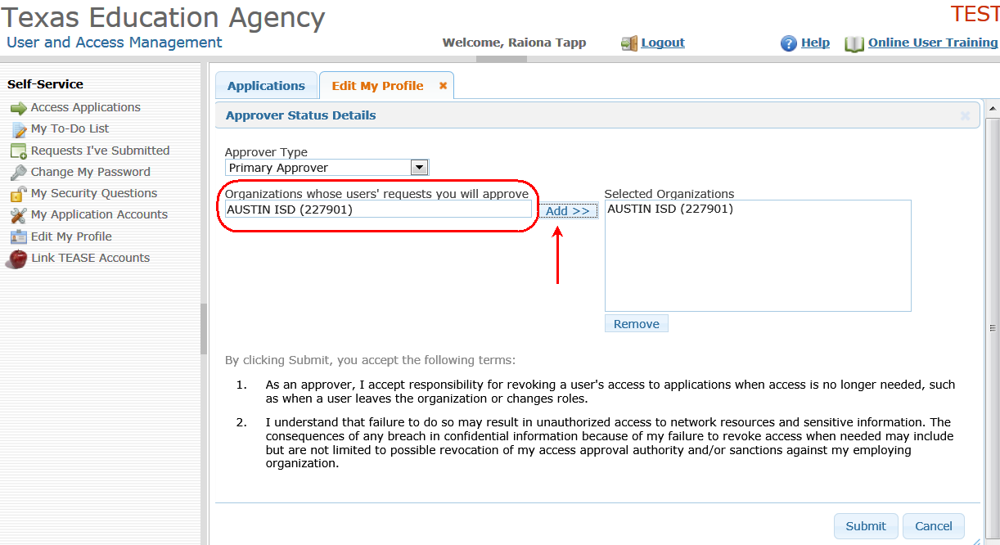 Texas Education Agency
TEST
User and Access Management
Welcome, Raiona Tapp
Logout
Help
Online User Training
Self-Service
Access Applications
My To-Do List
Requests I've Submitted
Change My Password
My Security Questions
My Application Accounts
Edit My Profile
Link TEASE Accounts
Applications
Edit My Profile
Approver Status Details
Approver Type
Primary Approver
Organizations whose users' requests you will approve
AUSTIN ISD (227901)
Add >>
Selected Organizations
AUSTIN ISD (227901)
Remove
By clicking Submit, you accept the following terms:
1. As an approver, I accept responsibility for revoking a user's access to applications when access is no longer needed, such
as when a user leaves the organization or changes roles.
2. I understand that failure to do so may result in unauthorized access to network resources and sensitive information. The
consequences of any breach in confidential information because of my failure to revoke access when needed may include
but are not limited to possible revocation of my access approval authority and/or sanctions against my employing
organization.
Submit
Cancel